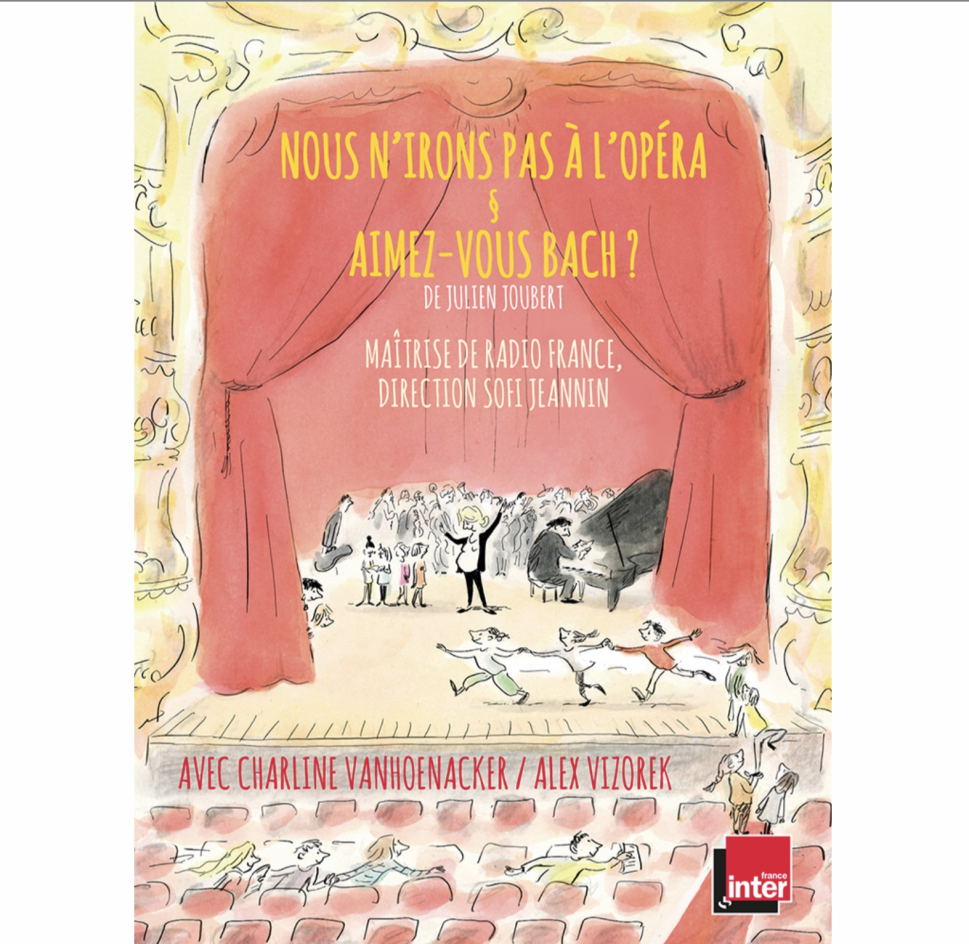 NOUS N'IRONS PAS À L'OPÉRA
§
AIMEZ-VOUS BACH ?
DE JULIEN JOUBERT
MAÎTRISE DE RADIO FRANCE,
DIRECTION SOFI JEANNIN
AVEC CHARLINE VANHOENACKER / ALEX VIZOREK
france
inter